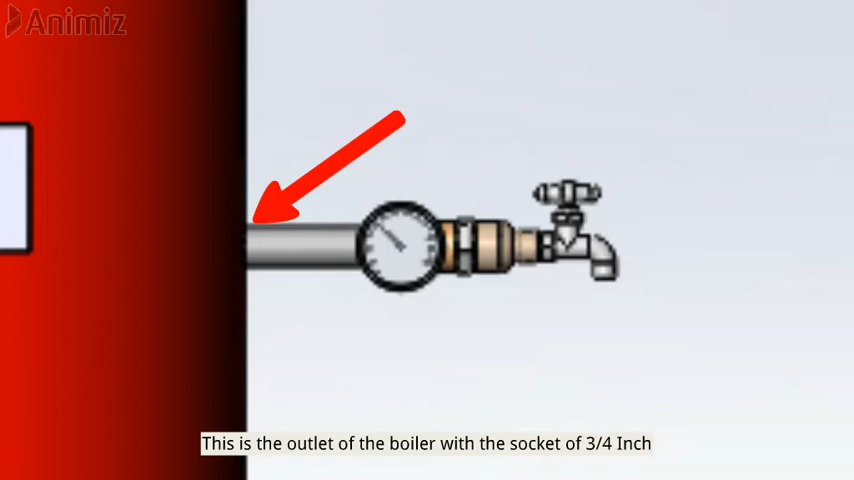 Animiz
This is the outlet of the boiler with the socket of 3/4 Inch